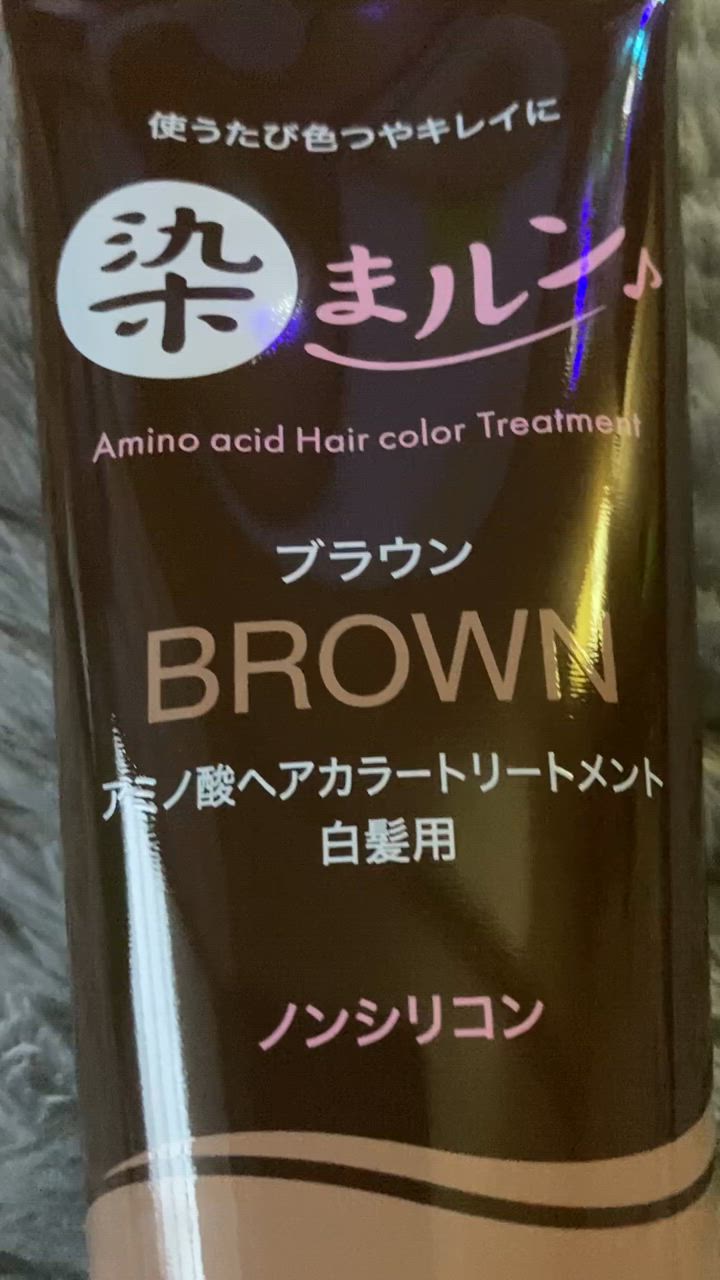 使うたび色つやキレイに
染まルン♪
Amino acid Hair color Treatment
ブラウン
BROWN
アミノ酸ヘアカラートリートメント
白髪用
ノンシリコン